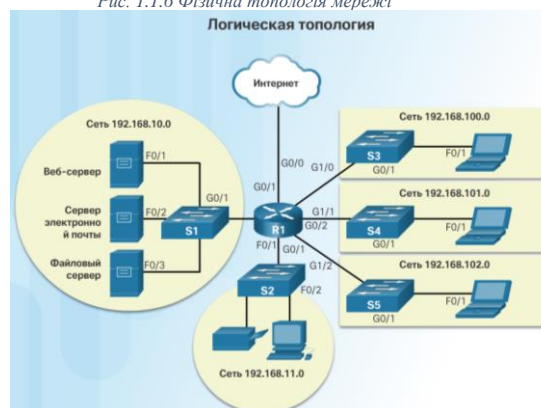 Рис. 1.1.6 Фізична топологія мережі
Логическая топология
Интернет
Сеть 192.168.10.0
Веб-сервер
F0/1
Сервер
электронно
й почты
F0/2
Файловый
сервер
F0/3
G0/1
S1
G0/0
G0/1
R1
G1/0
G1/1
G0/2
F0/1
G0/1
G1/2
S2
F0/2
Сеть 192.168.11.0
Сеть 192.168.100.0
S3
F0/1
G0/1
Сеть 192.168.101.0
S4
F0/1
G0/1
Сеть 192.168.102.0
S5
F0/1
G0/1